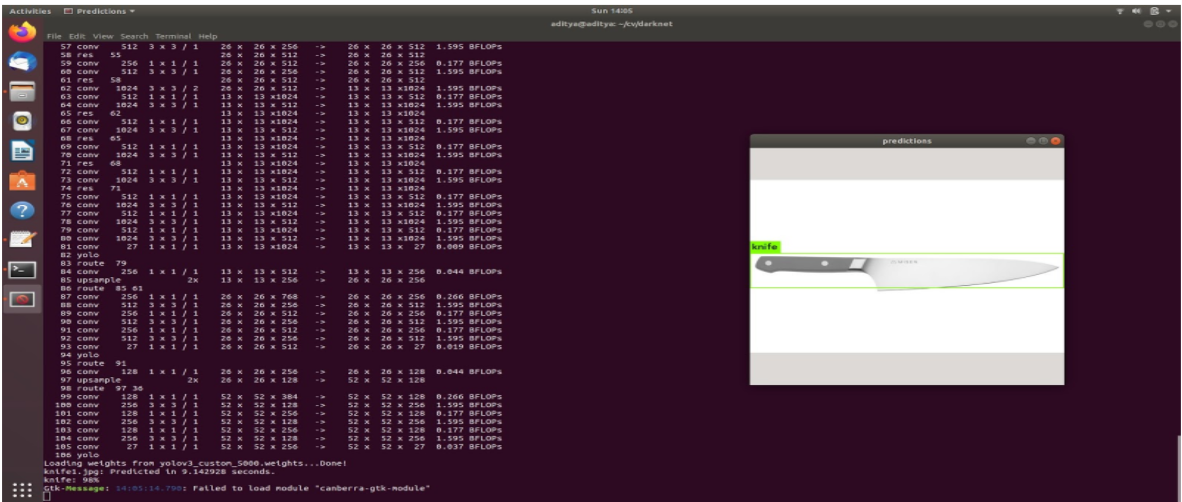 Activities Predictions Sun 14:05
aditya@aditya: ~/cv/darknet
File Edit View Search Terminal Help
57 conv 512 3 x 3 / 1 26 x 26 x 256 -> 26 x 26 x 512 1.595 BFLOPs
58 res 55 26 x 26 x 512 -> 26 x 26 x 512
59 conv 256 1 x 1 / 1 26 x 26 x 512 -> 26 x 26 x 256 0.177 BFLOPs
60 conv 512 3 x 3 / 1 26 x 26 x 256 -> 26 x 26 x 512 1.595 BFLOPs
61 res 58 26 x 26 x 512 -> 26 x 26 x 512
62 conv 1024 3 x 3 / 2 26 x 26 x 512 -> 13 x 13 x1024 1.595 BFLOPs
63 conv 512 1 x 1 / 1 13 x 13 x1024 -> 13 x 13 x 512 0.177 BFLOPs
64 conv 1024 3 x 3 / 1 13 x 13 x 512 -> 13 x 13 x1024 1.595 BFLOPs
65 res 62 13 x 13 x1024 -> 13 x 13 x1024
66 conv 512 1 x 1 / 1 13 x 13 x1024 -> 13 x 13 x 512 0.177 BFLOPs
67 conv 1024 3 x 3 / 1 13 x 13 x 512 -> 13 x 13 x1024 1.595 BFLOPs
68 res 65 13 x 13 x1024 -> 13 x 13 x1024
69 conv 512 1 x 1 / 1 13 x 13 x1024 -> 13 x 13 x 512 0.177 BFLOPs
70 conv 1024 3 x 3 / 1 13 x 13 x 512 -> 13 x 13 x1024 1.595 BFLOPs
71 res 68 13 x 13 x1024 -> 13 x 13 x1024
72 conv 512 1 x 1 / 1 13 x 13 x1024 -> 13 x 13 x 512 0.177 BFLOPs
73 conv 1024 3 x 3 / 1 13 x 13 x 512 -> 13 x 13 x1024 1.595 BFLOPs
74 res 71 13 x 13 x1024 -> 13 x 13 x1024
75 conv 512 1 x 1 / 1 13 x 13 x1024 -> 13 x 13 x 512 0.177 BFLOPs
76 conv 1024 3 x 3 / 1 13 x 13 x 512 -> 13 x 13 x1024 1.595 BFLOPs
77 conv 512 1 x 1 / 1 13 x 13 x1024 -> 13 x 13 x 512 0.177 BFLOPs
78 conv 1024 3 x 3 / 1 13 x 13 x 512 -> 13 x 13 x1024 1.595 BFLOPs
79 conv 512 1 x 1 / 1 13 x 13 x1024 -> 13 x 13 x 512 0.177 BFLOPs
80 conv 1024 3 x 3 / 1 13 x 13 x 512 -> 13 x 13 x1024 1.595 BFLOPs
81 conv 27 1 x 1 / 1 13 x 13 x1024 -> 13 x 13 x 27 0.009 BFLOPs
82 yolo
83 route 79
84 conv 256 1 x 1 / 1 13 x 13 x 512 -> 13 x 13 x 256 0.044 BFLOPs
85 upsample 2x 13 x 13 x 256 -> 26 x 26 x 256
86 route 85 61
87 conv 256 1 x 1 / 1 26 x 26 x 768 -> 26 x 26 x 256 0.266 BFLOPs
88 conv 512 3 x 3 / 1 26 x 26 x 256 -> 26 x 26 x 512 1.595 BFLOPs
89 conv 256 1 x 1 / 1 26 x 26 x 512 -> 26 x 26 x 256 0.177 BFLOPs
90 conv 512 3 x 3 / 1 26 x 26 x 256 -> 26 x 26 x 512 1.595 BFLOPs
91 conv 256 1 x 1 / 1 26 x 26 x 512 -> 26 x 26 x 256 0.177 BFLOPs
92 conv 512 3 x 3 / 1 26 x 26 x 256 -> 26 x 26 x 512 1.595 BFLOPs
93 conv 27 1 x 1 / 1 26 x 26 x 512 -> 26 x 26 x 27 0.019 BFLOPs
94 yolo
95 route 91
96 conv 128 1 x 1 / 1 26 x 26 x 256 -> 26 x 26 x 128 0.044 BFLOPs
97 upsample 2x 26 x 26 x 128 -> 52 x 52 x 128
98 route 97 36
99 conv 128 1 x 1 / 1 52 x 52 x 384 -> 52 x 52 x 128 0.266 BFLOPs
100 conv 256 3 x 3 / 1 52 x 52 x 128 -> 52 x 52 x 256 1.595 BFLOPs
101 conv 128 1 x 1 / 1 52 x 52 x 256 -> 52 x 52 x 128 0.177 BFLOPs
102 conv 256 3 x 3 / 1 52 x 52 x 128 -> 52 x 52 x 256 1.595 BFLOPs
103 conv 128 1 x 1 / 1 52 x 52 x 256 -> 52 x 52 x 128 0.177 BFLOPs
104 conv 256 3 x 3 / 1 52 x 52 x 128 -> 52 x 52 x 256 1.595 BFLOPs
105 conv 27 1 x 1 / 1 52 x 52 x 256 -> 52 x 52 x 27 0.037 BFLOPs
106 yolo
Loading weights from yolov3_custom_5000.weights...Done!
knife1.jpg: Predicted in 9.142928 seconds.
knife: 98%
Gtk-Message: 14:05:14.790: Failed to load module "canberra-gtk-module"
predictions
knife